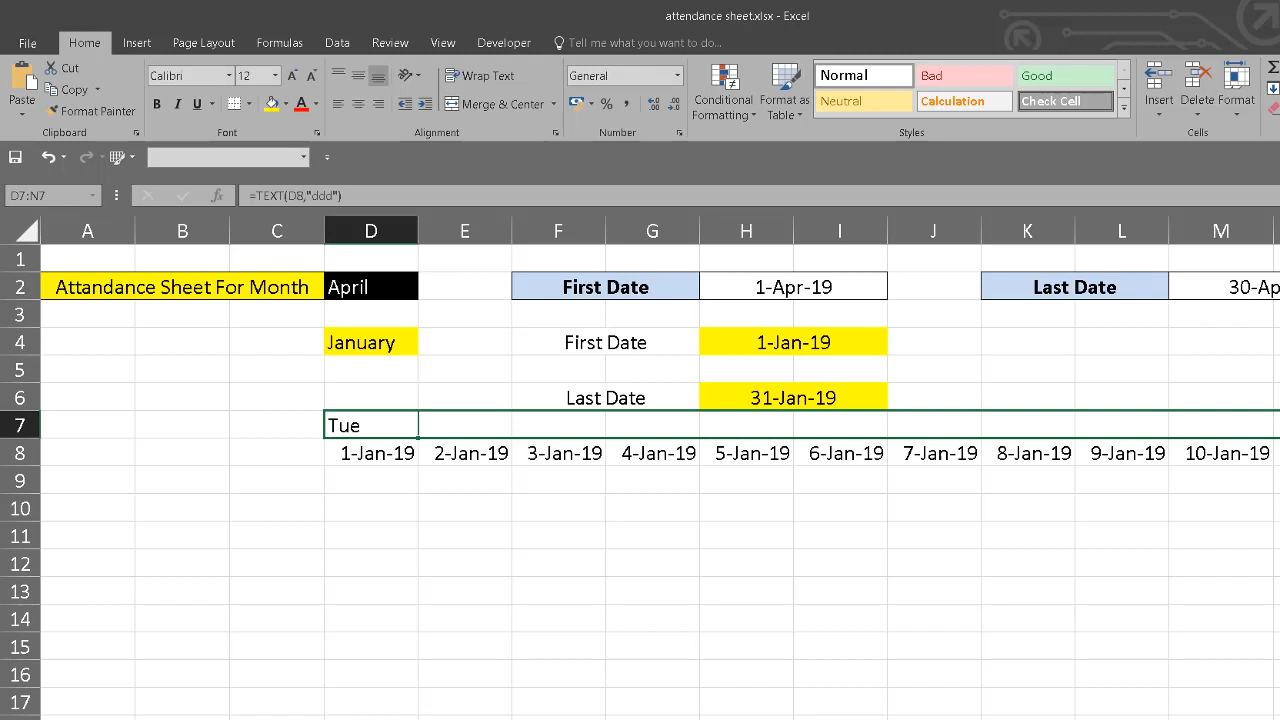 attendance sheet.xlsx - Excel
File Home Insert Page Layout Formulas Data Review View Developer Tell me what you want to do...
Cut
Copy
Format Painter
Paste
Clipboard
Calibri 12
B I U A
Font
Wrap Text
Merge & Center
Alignment
General
% ,
Number
Conditional Formatting
Format as Table
Normal Bad Good
Neutral Calculation Check Cell
Styles
Insert Delete Format
Cells
D7:N7 fx =TEXT(D8,"ddd")
A B C D E F G H I J K L M
1
2 Attandance Sheet For Month April First Date 1-Apr-19 Last Date 30-Ap
3
4 January First Date 1-Jan-19
5
6 Last Date 31-Jan-19
7 Tue
8 1-Jan-19 2-Jan-19 3-Jan-19 4-Jan-19 5-Jan-19 6-Jan-19 7-Jan-19 8-Jan-19 9-Jan-19 10-Jan-19
9
10
11
12
13
14
15
16
17